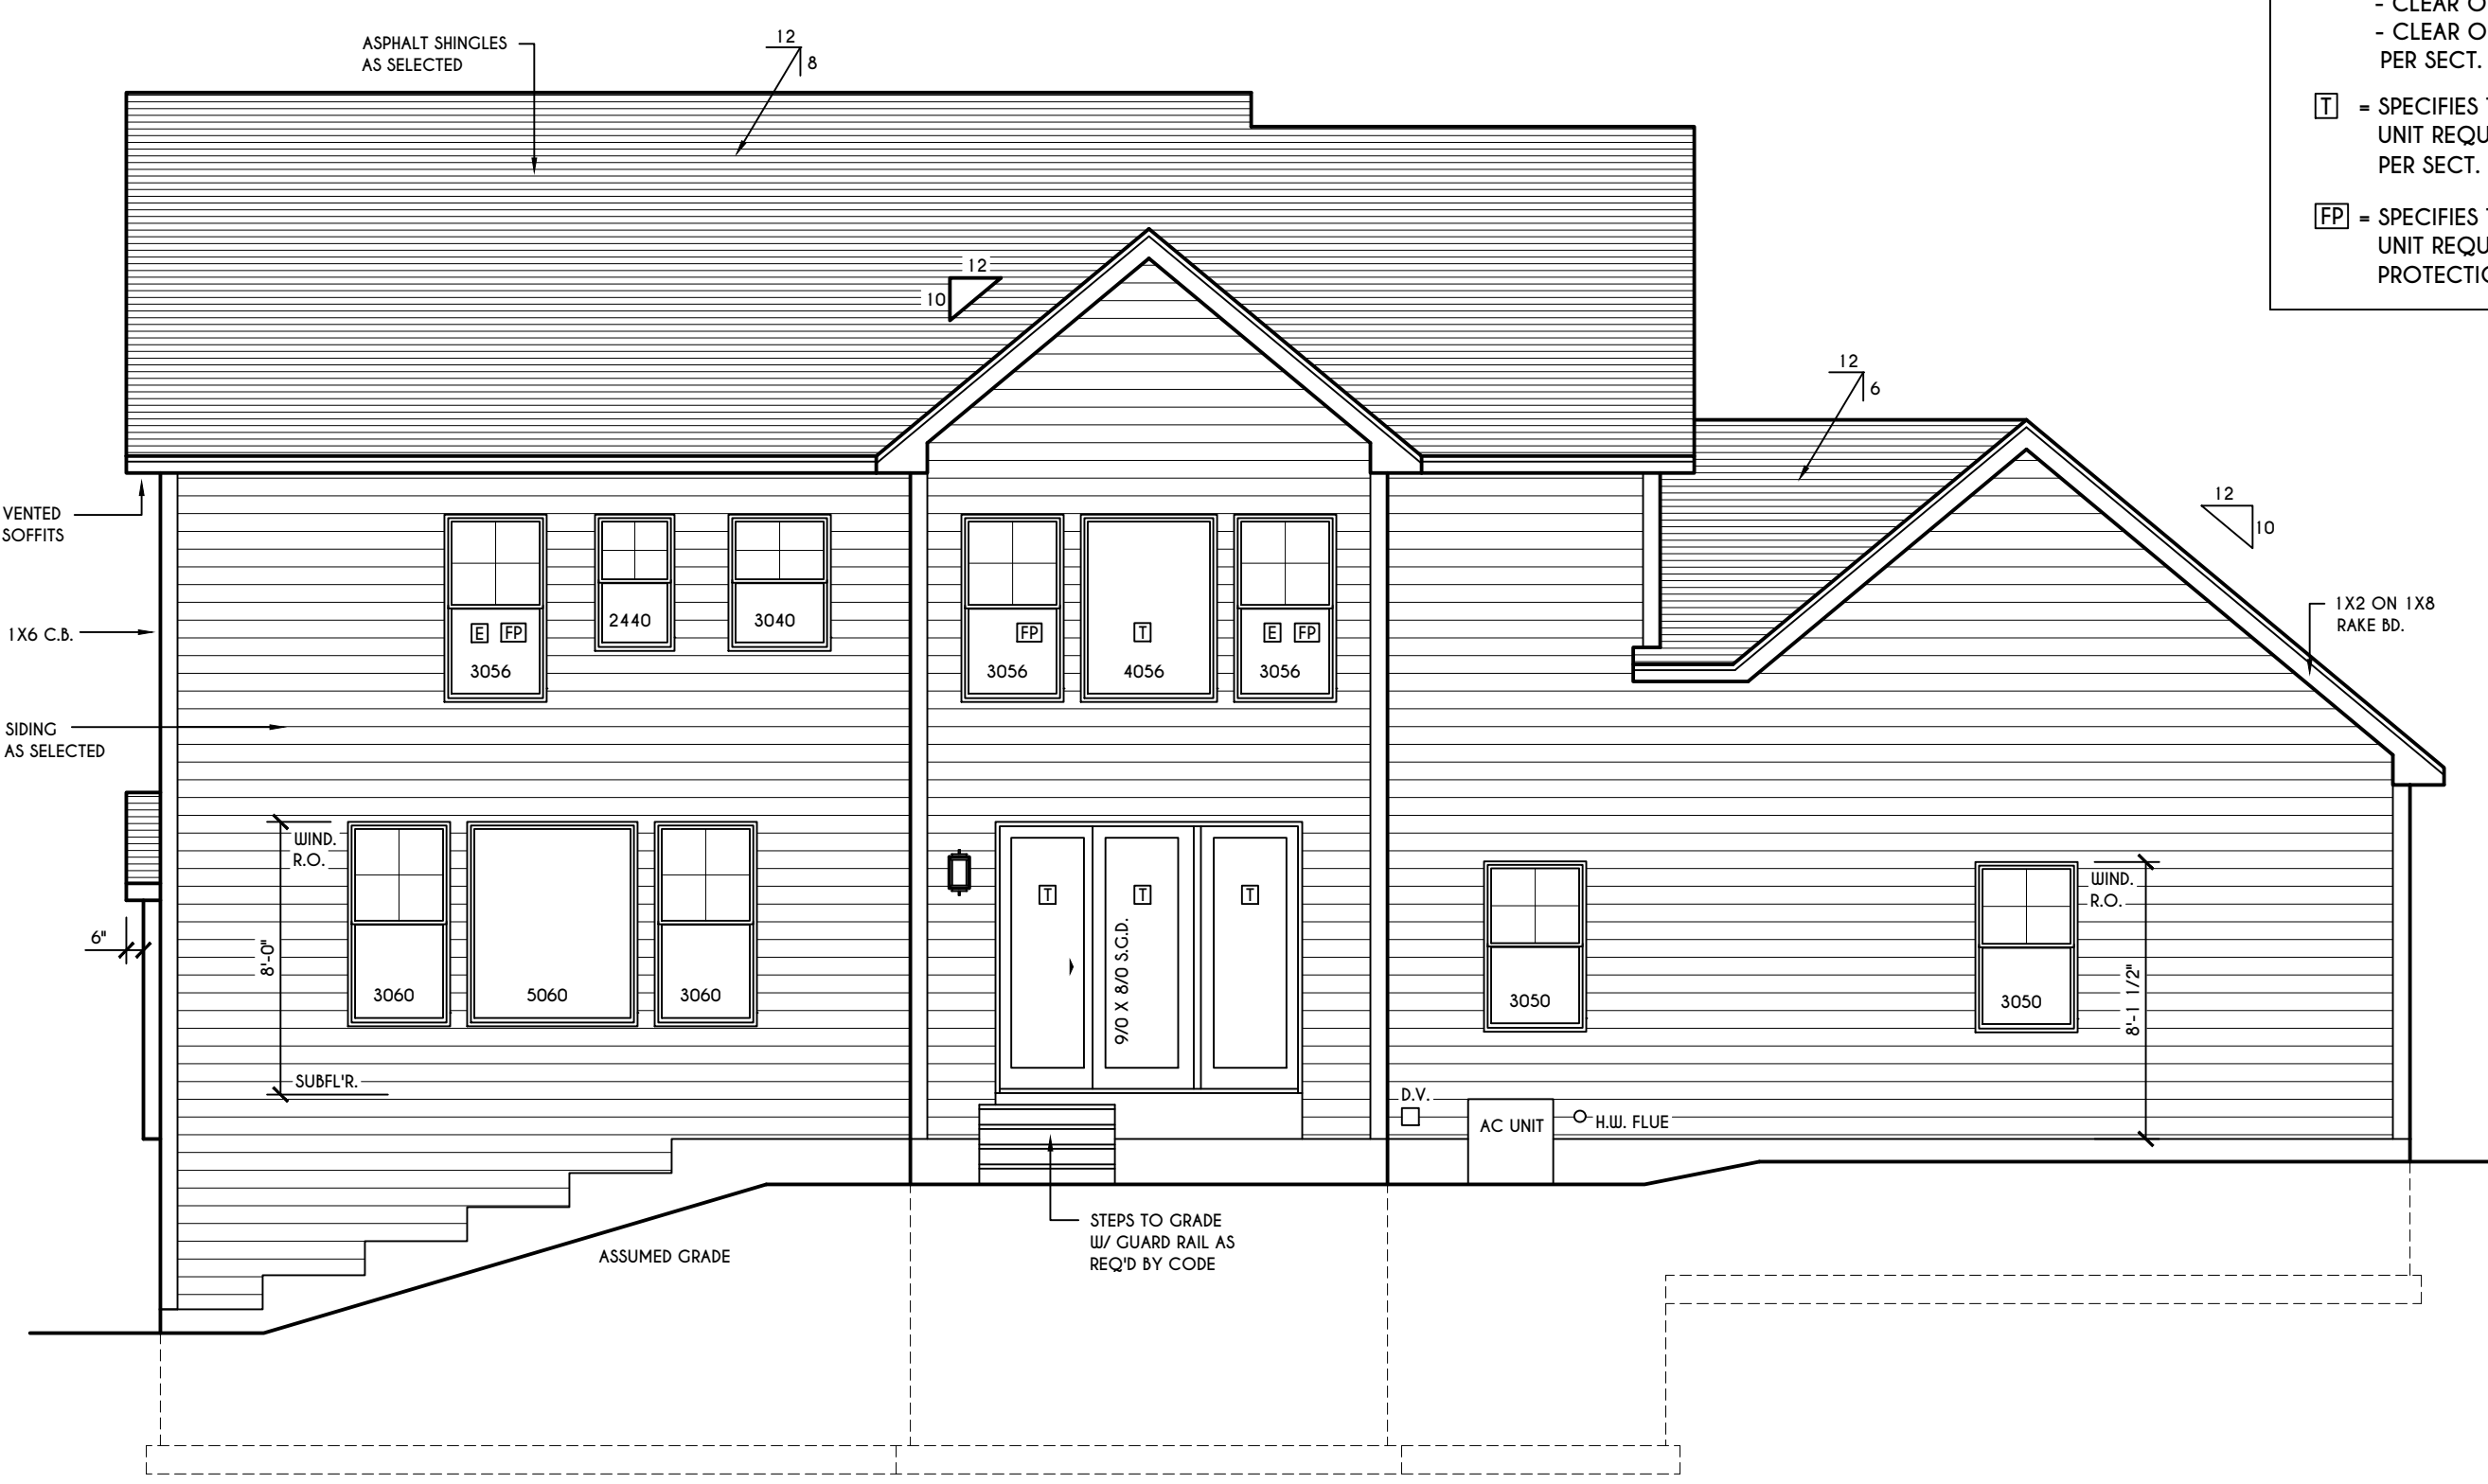 - CLEAR O
- CLEAR O
PER SECT.
T = SPECIFIES
UNIT REQU
PER SECT.
FP = SPECIFIES
UNIT REQU
PROTECTIO
ASPHALT SHINGLES
AS SELECTED
12
8
12
10
12
6
12
10
VENTED
SOFFITS
1X6 C.B.
SIDING
AS SELECTED
1X2 ON 1X8
RAKE BD.
E FP
3056
2440
3040
FP
3056
T
4056
E FP
3056
WIND.
R.O.
8'-0"
6"
3060
5060
3060
SUBFL'R.
T
T
T
9/0 X 8/0 S.G.D.
3050
3050
WIND.
R.O.
8'-1 1/2"
D.V.
AC UNIT
H.W. FLUE
STEPS TO GRADE
W/ GUARD RAIL AS
REQ'D BY CODE
ASSUMED GRADE